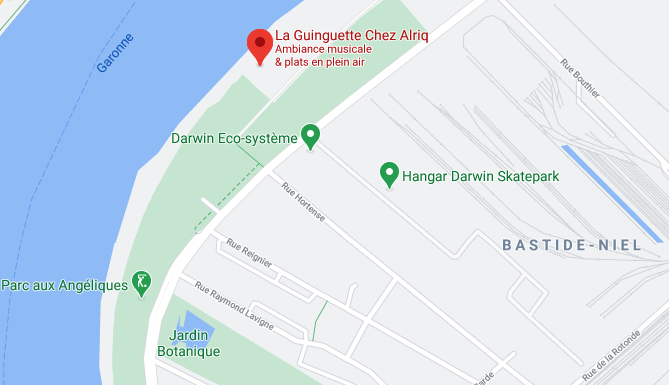 La Guinguette Chez Alriq
Ambiance musicale
& plats en plein air
Garonne
Rue Bouthier
Darwin Eco-système
Hangar Darwin Skatepark
Rue Hortense
BASTIDE-NIEL
Rue Reignier
Parc aux Angéliques
Rue Raymond Lavigne
Jardin
Botanique
Rue de la Rotonde